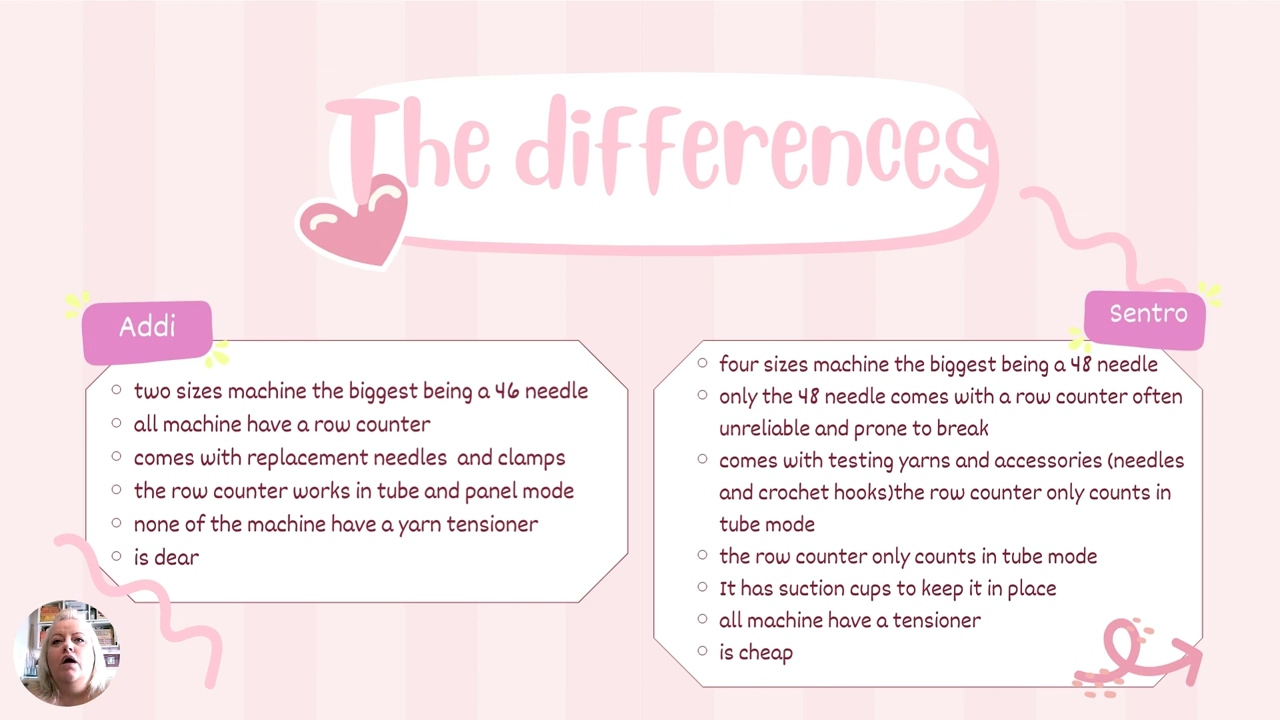 The differences
Addi
two sizes machine the biggest being a 46 needle
all machine have a row counter
comes with replacement needles and clamps
the row counter works in tube and panel mode
none of the machine have a yarn tensioner
is dear
Sentro
four sizes machine the biggest being a 48 needle
only the 48 needle comes with a row counter often
unreliable and prone to break
comes with testing yarns and accessories (needles
and crochet hooks)the row counter only counts in
tube mode
the row counter only counts in tube mode
It has suction cups to keep it in place
all machine have a tensioner
is cheap